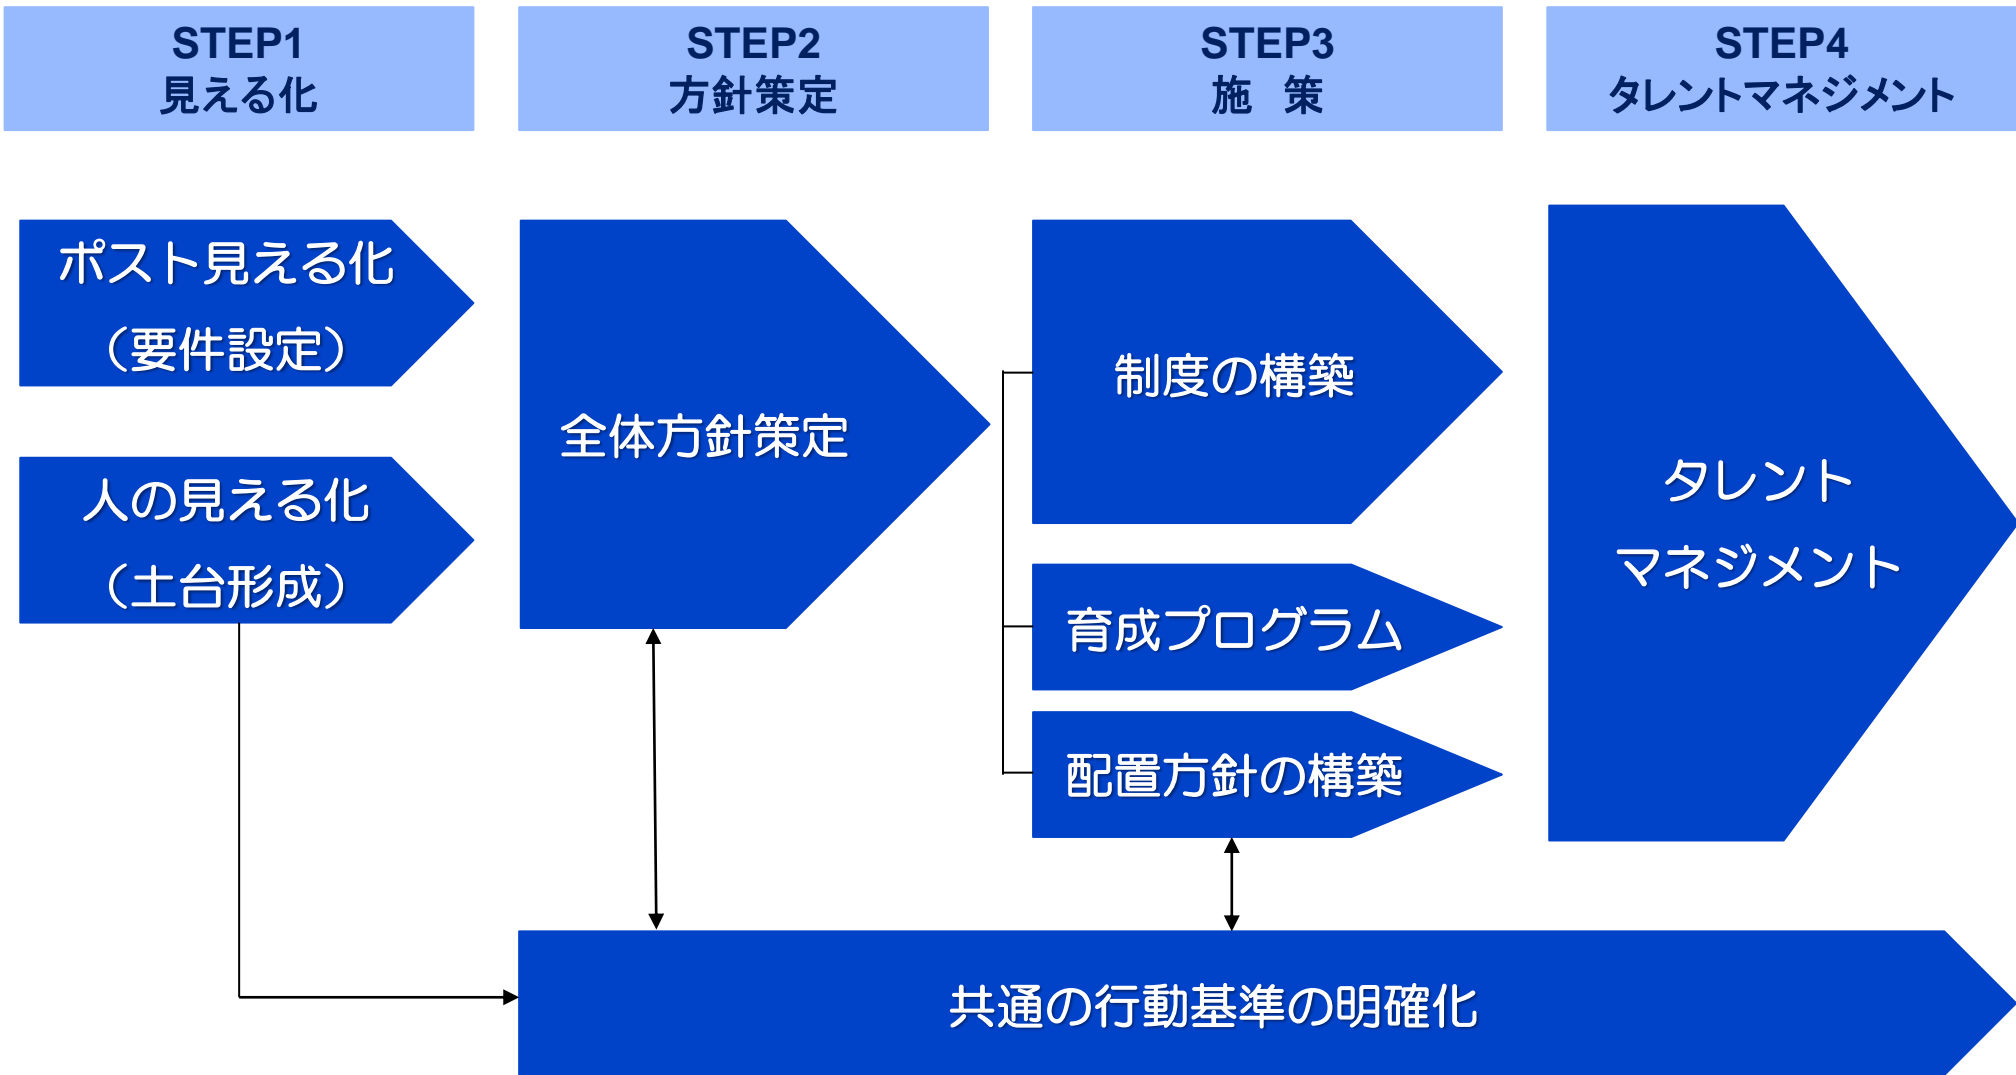 STEP1
見える化
STEP2
方針策定
STEP3
施　策
STEP4
タレントマネジメント
ポスト見える化
（要件設定）
人の見える化
（土台形成）
全体方針策定
制度の構築
育成プログラム
配置方針の構築
タレント
マネジメント
共通の行動基準の明確化